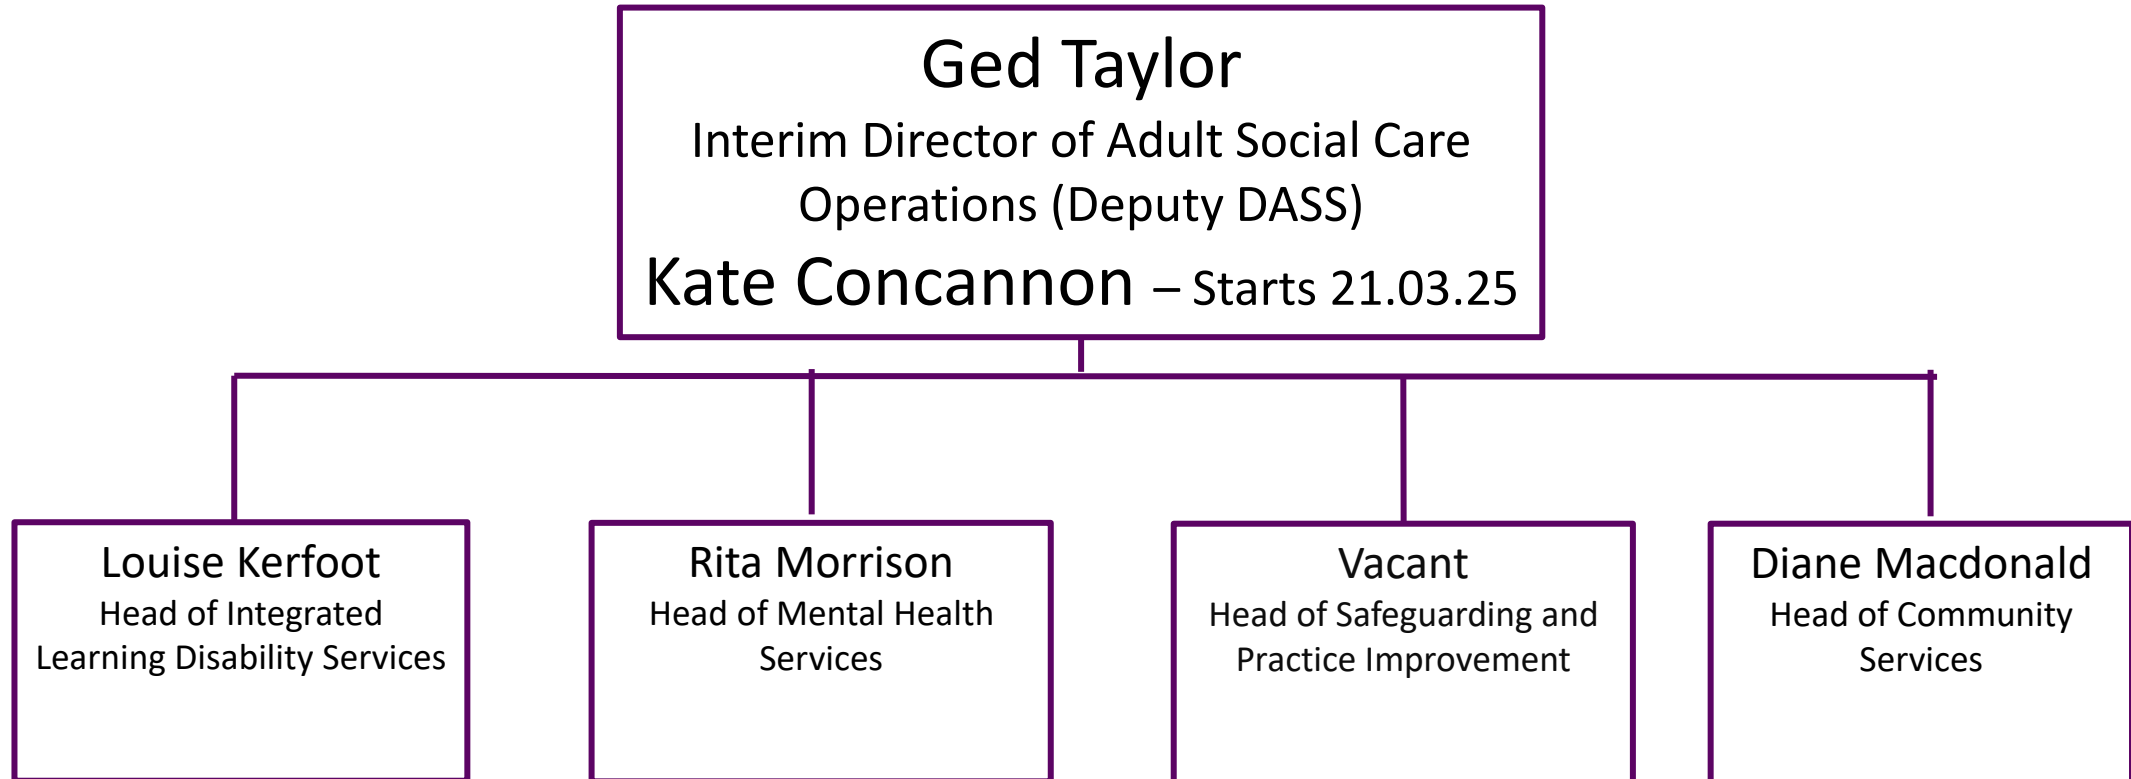 Ged Taylor
Interim Director of Adult Social Care
Operations (Deputy DASS)
Kate Concannon – Starts 21.03.25
Louise Kerfoot
Head of Integrated
Learning Disability Services
Rita Morrison
Head of Mental Health
Services
Vacant
Head of Safeguarding and
Practice Improvement
Diane Macdonald
Head of Community
Services